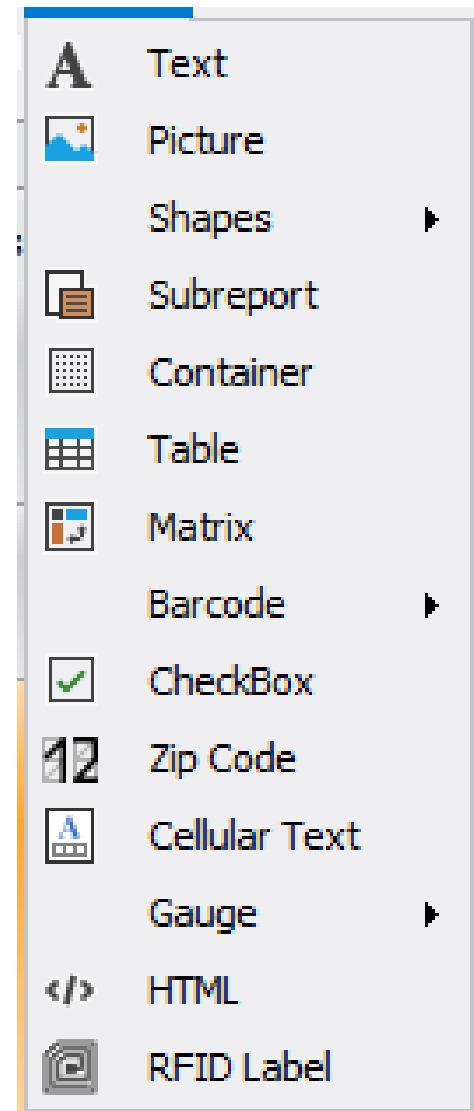 Text
Picture
Shapes
Subreport
Container
Table
Matrix
Barcode
CheckBox
Zip Code
Cellular Text
Gauge
HTML
RFID Label